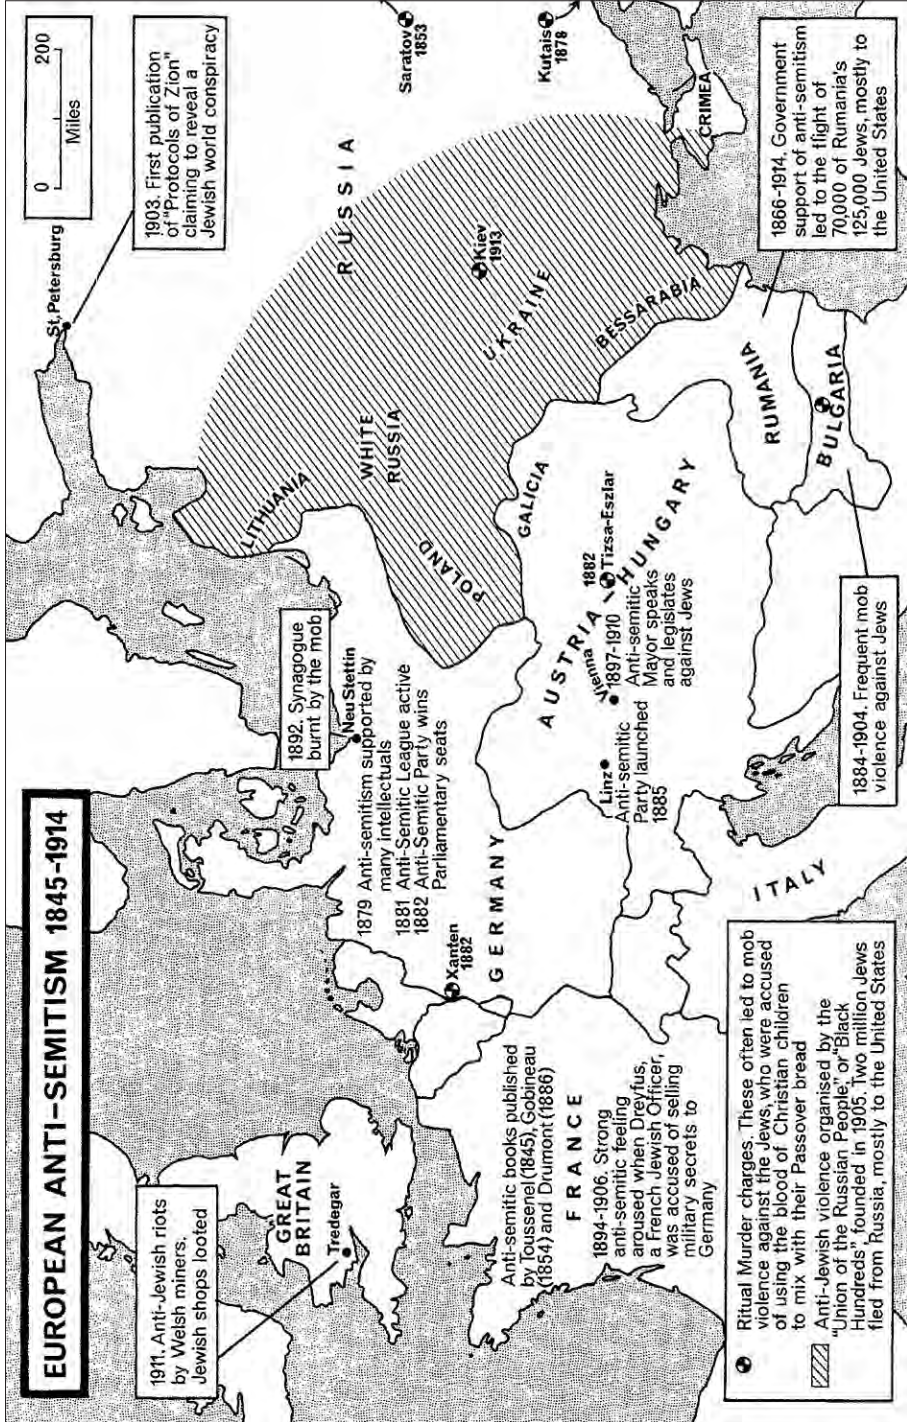 EUROPEAN ANTI-SEMITISM 1845-1914
0 200
Miles
St. Petersburg
1903. First publication
of "Protocols of Zion"
claiming to reveal a
Jewish world conspiracy
1911. Anti-Jewish riots
by Welsh miners.
Jewish shops looted
GREAT
BRITAIN
Tredegar
1892. Synagogue
burnt by the mob
Neu Stettin
1879 Anti-semitism supported by
many intellectuals
1881 Anti-Semitic League active
1882 Anti-Semitic Party wins
Parliamentary seats
Xanten
1882
GERMANY
LITHUANIA
WHITE
RUSSIA
POLAND
RUSSIA
Saratov
1853
Kutais
1878
Kiev
1913
UKRAINE
BESSARABIA
CRIMEA
GALICIA
Anti-semitic books published
by Toussenel (1845), Gobineau
(1854) and Drumont (1886)
FRANCE
1894-1906. Strong
anti-semitic feeling
aroused when Dreyfus,
a French Jewish Officer,
was accused of selling
military secrets to
Germany
AUSTRIA - HUNGARY
Vienna
1897-1910
Anti-semitic
Mayor speaks
and legislates
against Jews
1882
Tizsa-Eszlar
Linz
Anti-semitic
Party launched
1885
RUMANIA
BULGARIA
ITALY
1866-1914. Government
support of anti-semitism
led to the flight of
70,000 of Rumania's
125,000 Jews, mostly to
the United States
1884-1904. Frequent mob
violence against Jews
Ritual Murder charges. These often led to mob
violence against the Jews, who were accused
of using the blood of Christian children
to mix with their Passover bread
Anti-Jewish violence organised by the
"Union of the Russian People," or "Black
Hundreds", founded in 1905. Two million Jews
fled from Russia, mostly to the United States